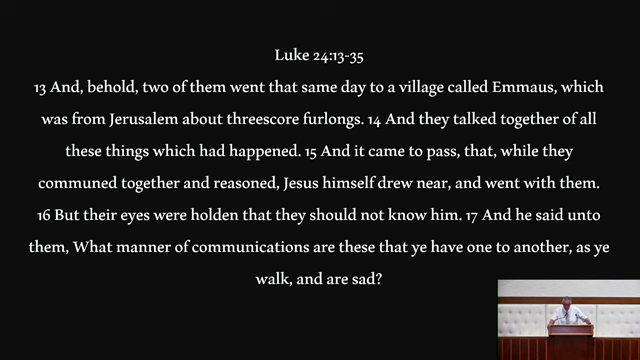 Luke 24:13-35
13 And, behold, two of them went that same day to a village called Emmaus, which
was from Jerusalem about threescore furlongs. 14 And they talked together of all
these things which had happened. 15 And it came to pass, that, while they
communed together and reasoned, Jesus himself drew near, and went with them.
16 But their eyes were holden that they should not know him. 17 And he said unto
them, What manner of communications are these that ye have one to another, as ye
walk, and are sad?